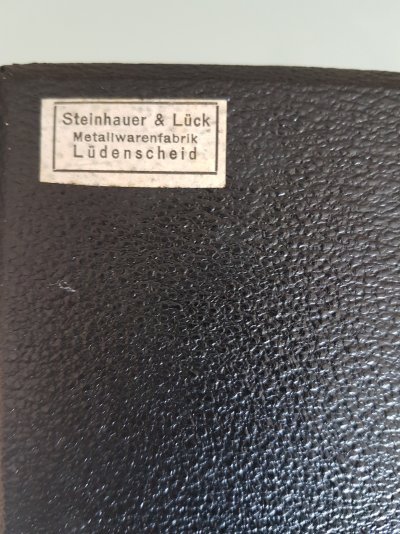 Steinhauer & Lück
Metallwarenfabrik
Lüdenscheid